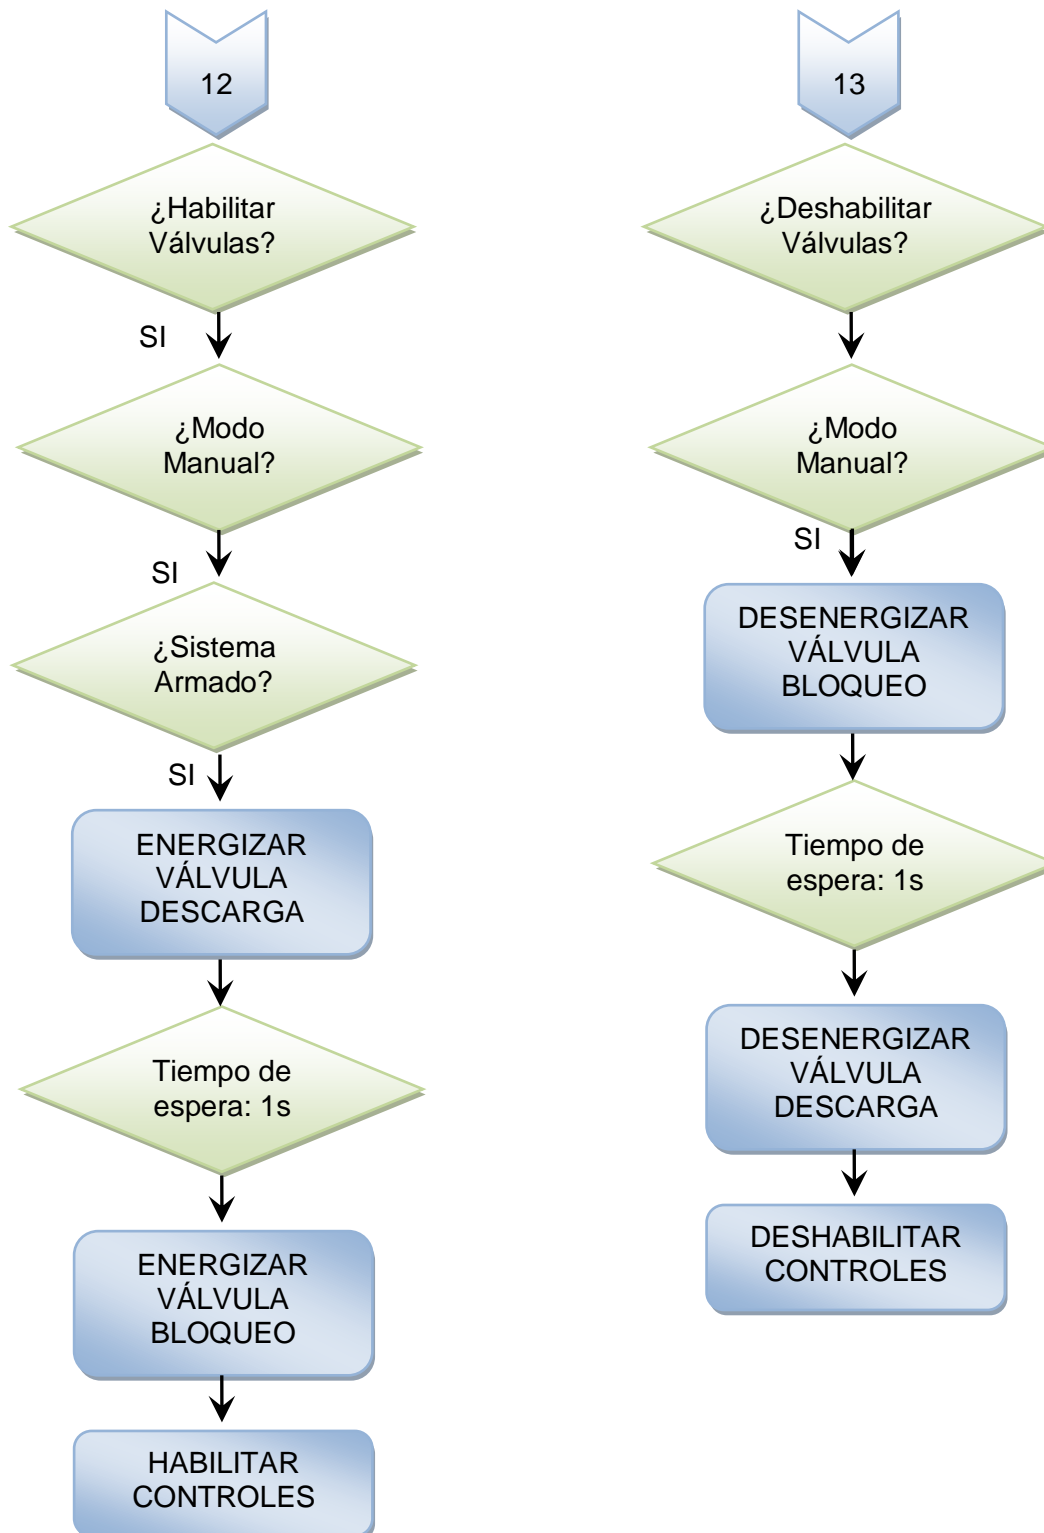 12
¿Habilitar
Válvulas?
SI
¿Modo
Manual?
SI
¿Sistema
Armado?
SI
ENERGIZAR
VÁLVULA
DESCARGA
Tiempo de
espera: 1s
ENERGIZAR
VÁLVULA
BLOQUEO
HABILITAR
CONTROLES
13
¿Deshabilitar
Válvulas?
¿Modo
Manual?
SI
DESENERGIZAR
VÁLVULA
BLOQUEO
Tiempo de
espera: 1s
DESENERGIZAR
VÁLVULA
DESCARGA
DESHABILITAR
CONTROLES